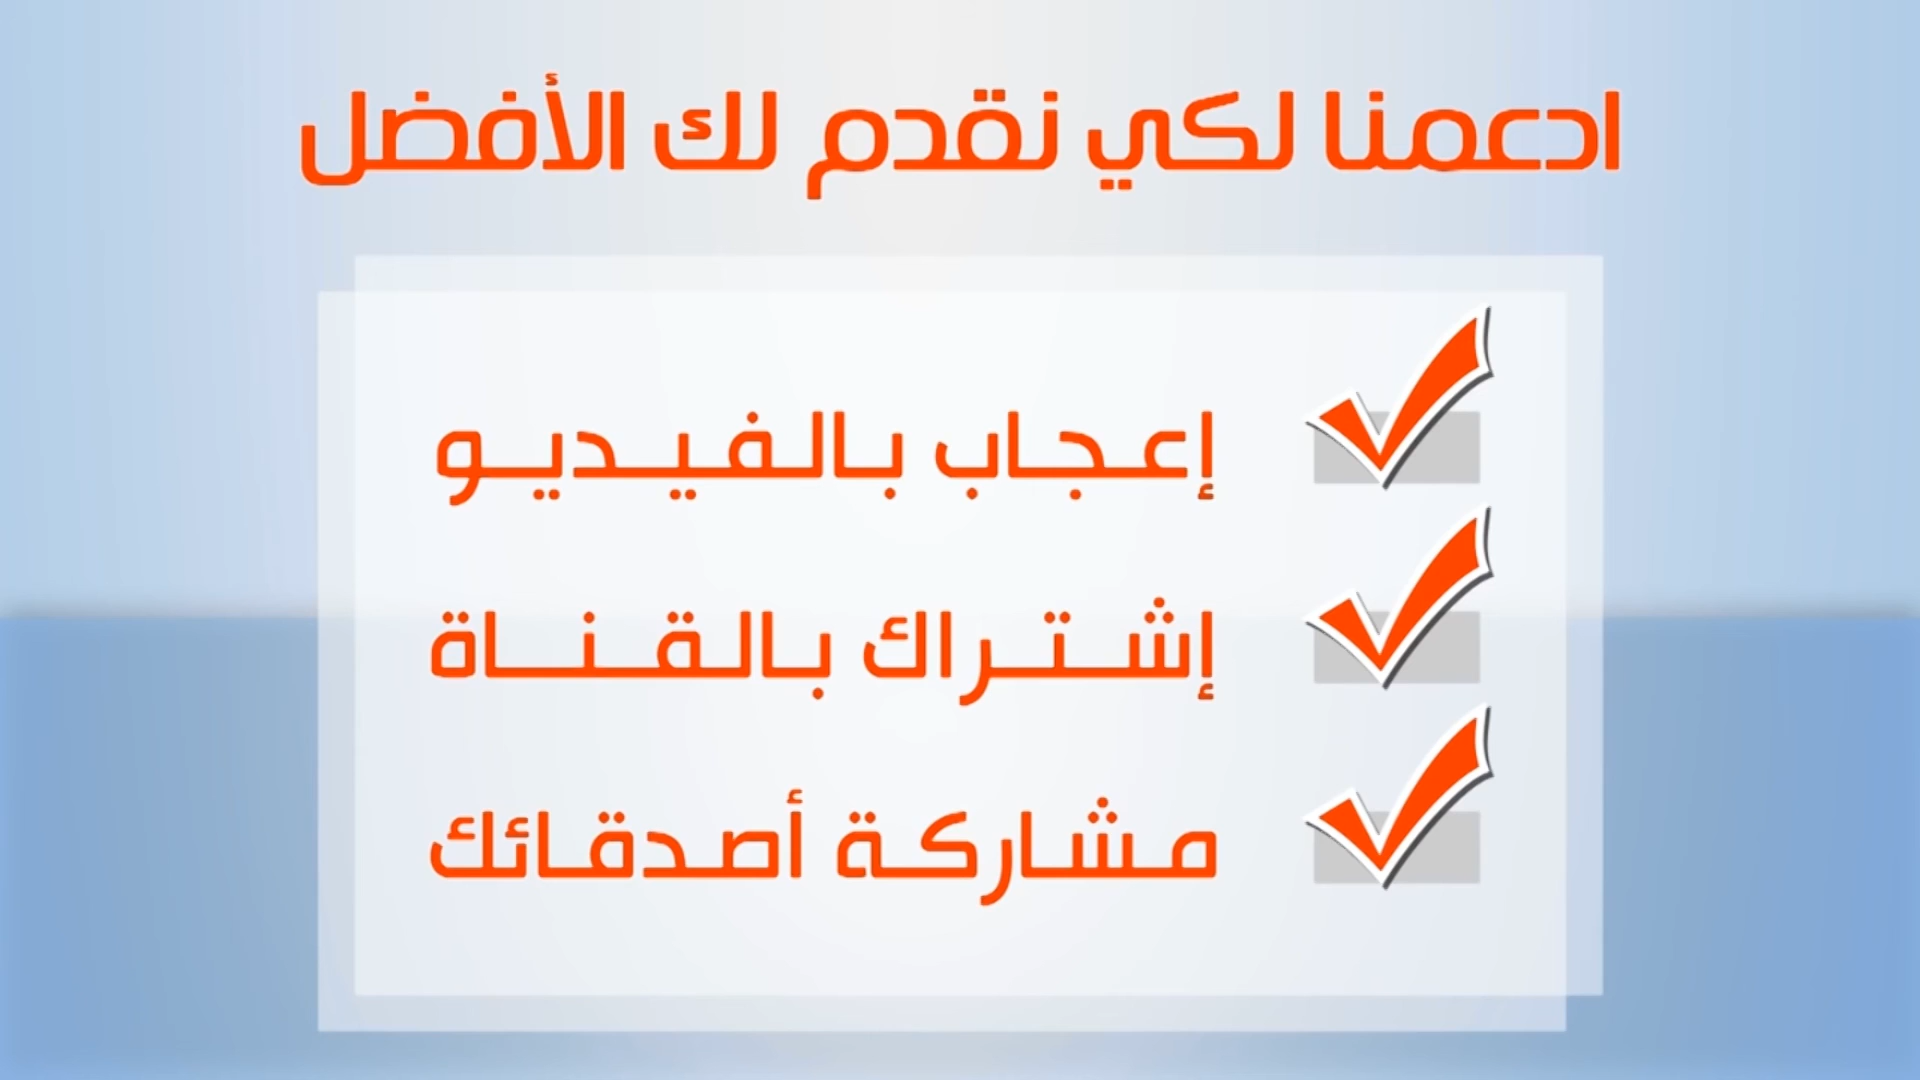 ادعمنا لكي نقدم لك الأفضل
إعجاب بالفيديو
إشتراك بالقناة
مشاركة أصدقائك